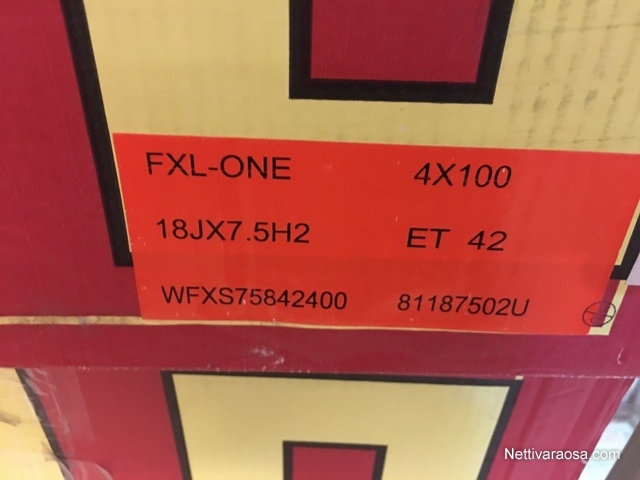 FXL-ONE 4X100
18JX7.5H2 ET 42
WFXS75842400 81187502U
Nettivaraosa.com